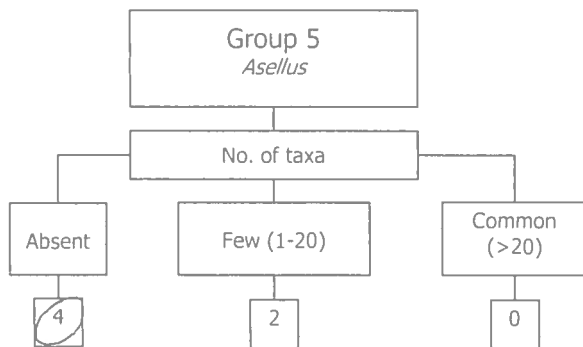 Group 5
Asellus
No. of taxa
Absent
Few (1-20)
Common
(>20)
4
2
0